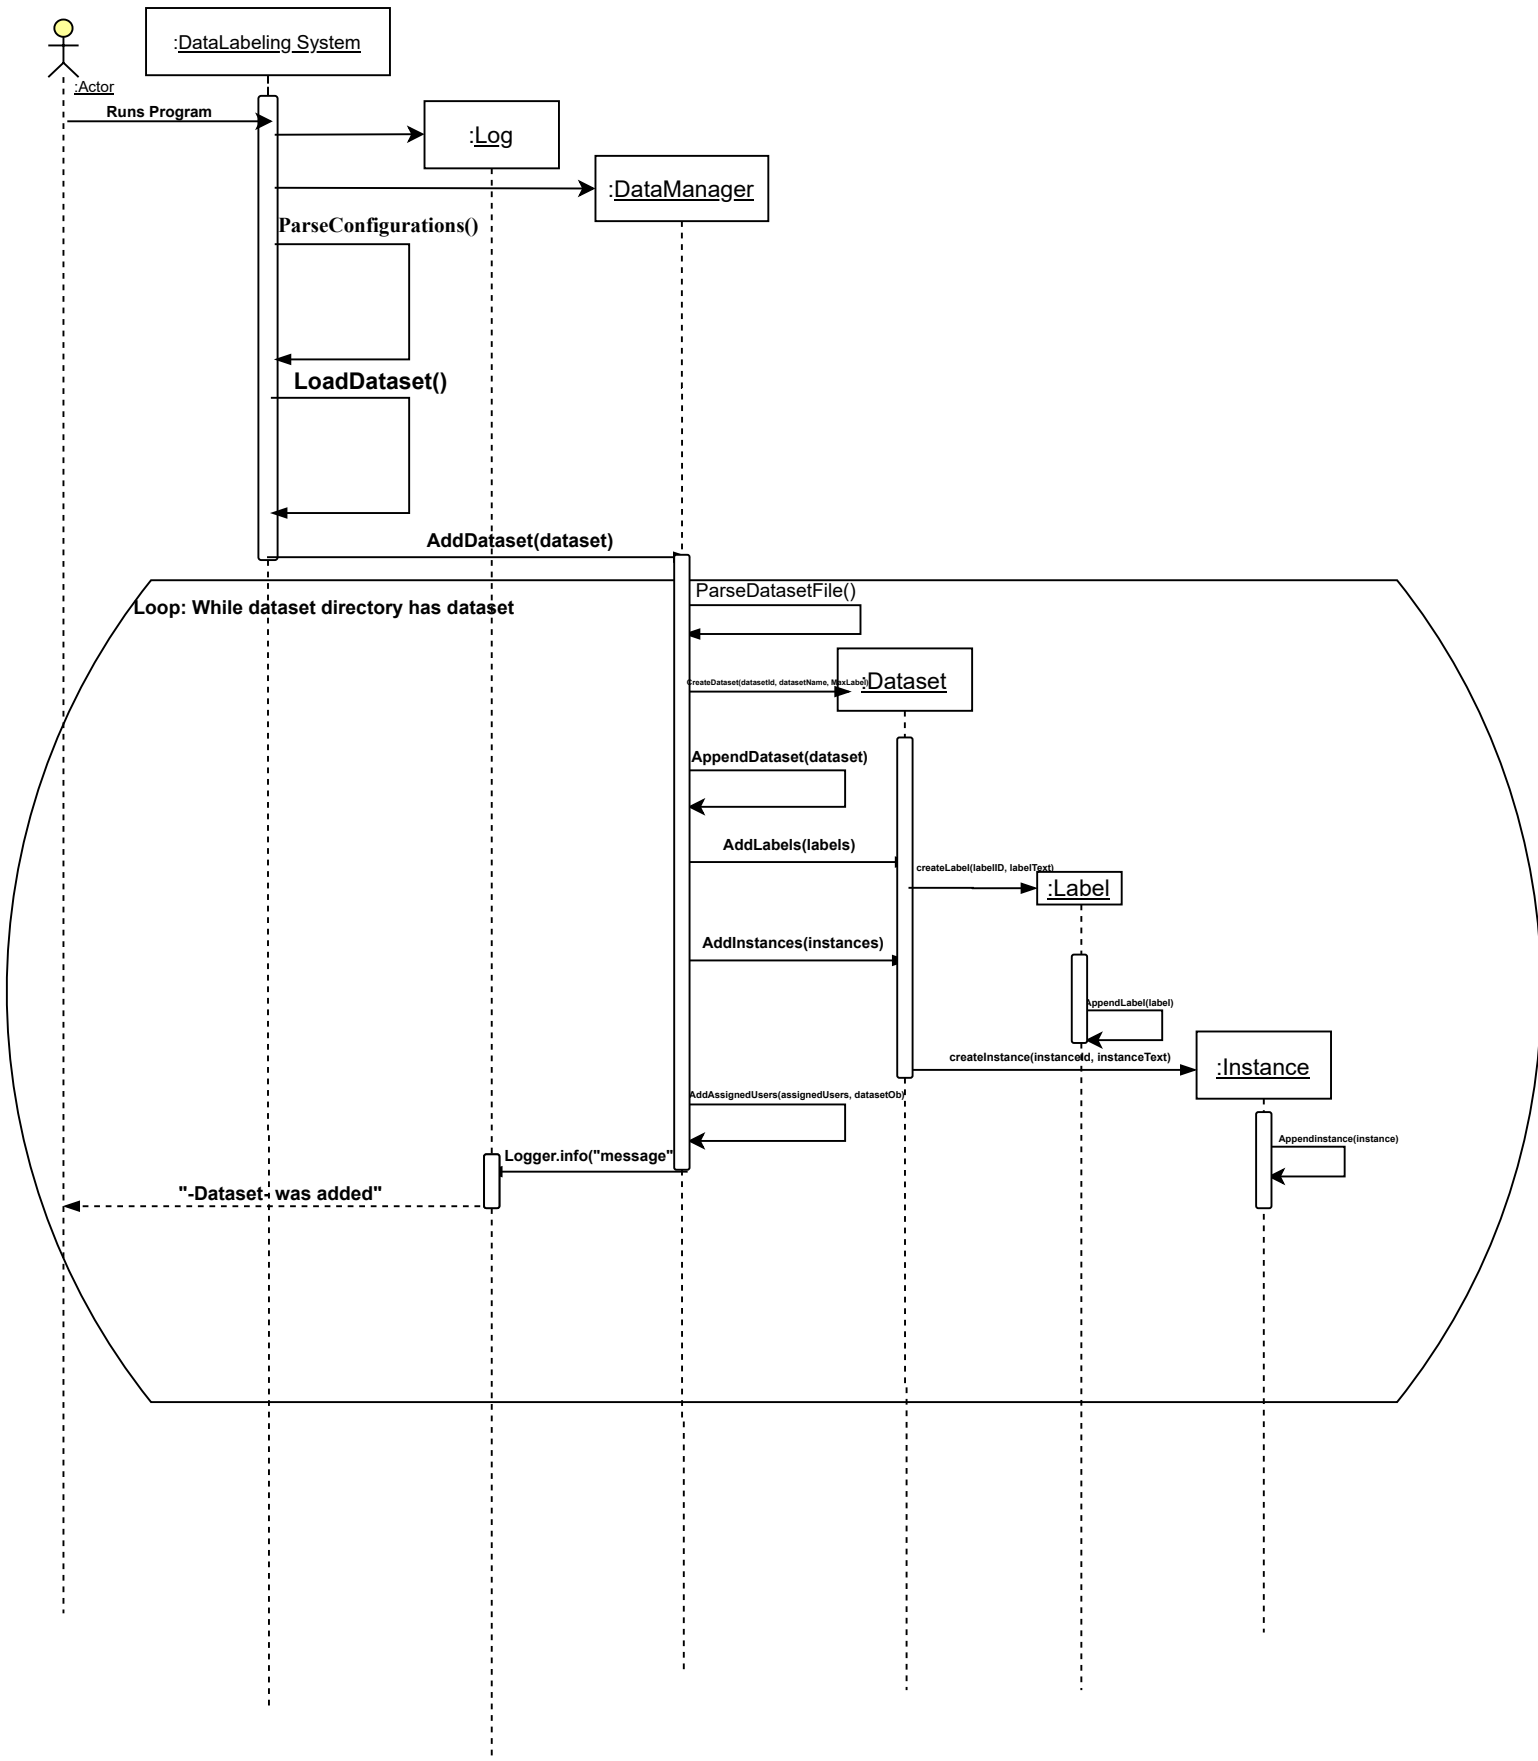 :DataLabeling System
:Actor
Runs Program
:Log
:DataManager
ParseConfigurations()
LoadDataset()
AddDataset(dataset)
ParseDatasetFile()
Loop: While dataset directory has dataset
CreateDataset(datasetId, datasetName, MaxLabel)
:Dataset
AppendDataset(dataset)
AddLabels(labels)
createLabel(labelID, labelText)
:Label
AddInstances(instances)
AppendLabel(label)
createInstance(instanceId, instanceText)
:Instance
AddAssignedUsers(assignedUsers, datasetOb)
Appendinstance(instance)
Logger.info("message"
"-Dataset- was added"